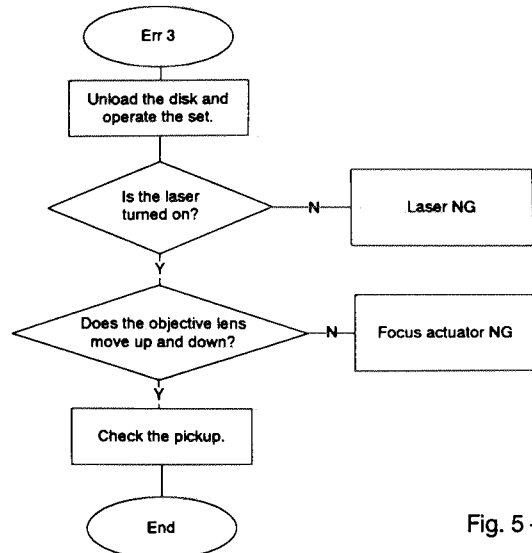 Err 3
Unload the disk and
operate the set.
Is the laser
turned on?
N
Laser NG
Y
Does the objective lens
move up and down?
N
Focus actuator NG
Y
Check the pickup.
End
Fig. 5 -